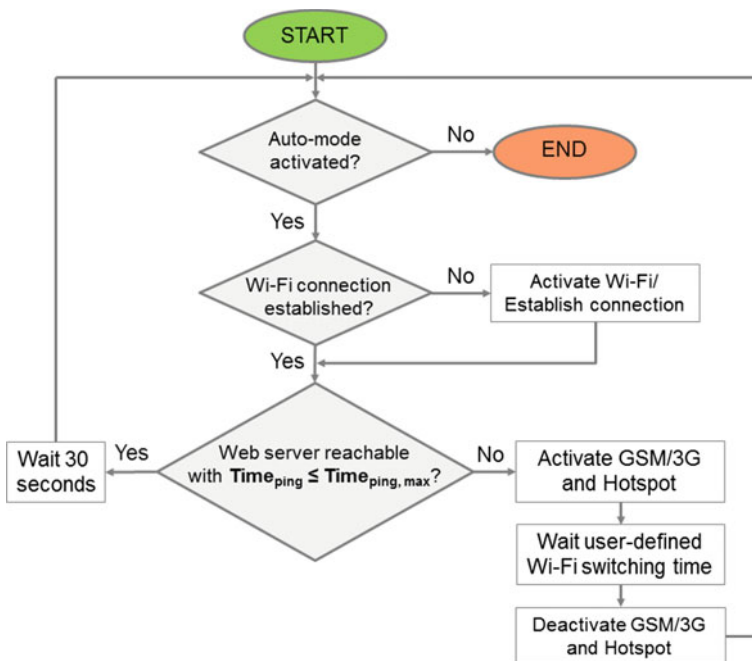 START
Auto-mode
activated?
No
END
Yes
Wi-Fi connection
established?
No
Activate Wi-Fi/
Establish connection
Yes
Web server reachable
with Timeping ≤ Timeping, max?
Yes
Wait 30
seconds
No
Activate GSM/3G
and Hotspot
Wait user-defined
Wi-Fi switching time
Deactivate GSM/3G
and Hotspot